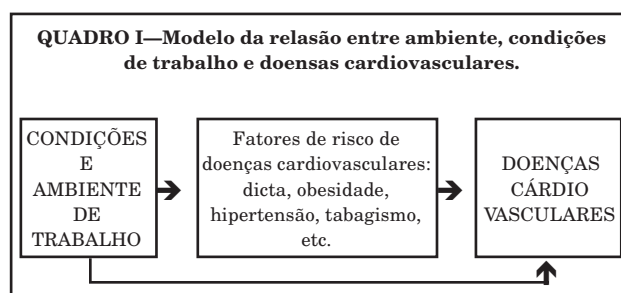 QUADRO I—Modelo da relasão entre ambiente, condições
de trabalho e doensas cardiovasculares.
CONDIÇÕES
E
AMBIENTE
DE
TRABALHO
Fatores de risco de
doenças cardiovasculares:
dicta, obesidade,
hipertensão, tabagismo,
etc.
DOENÇAS
CÁRDIO
VASCULARES